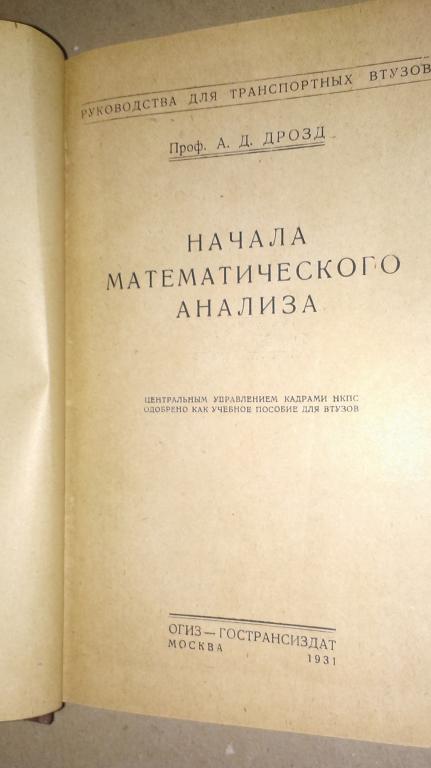 РУКОВОДСТВА ДЛЯ ТРАНСПОРТНЫХ ВТУЗОВ
Проф. А. Д. ДРОЗД
НАЧАЛА
МАТЕМАТИЧЕСКОГО
АНАЛИЗА
ЦЕНТРАЛЬНЫМ УПРАВЛЕНИЕМ КАДРАМИ НКПС
ОДОБРЕНО КАК УЧЕБНОЕ ПОСОБИЕ ДЛЯ ВТУЗОВ
ОГИЗ—ГОСТРАНСИЗДАТ
МОСКВА 1931